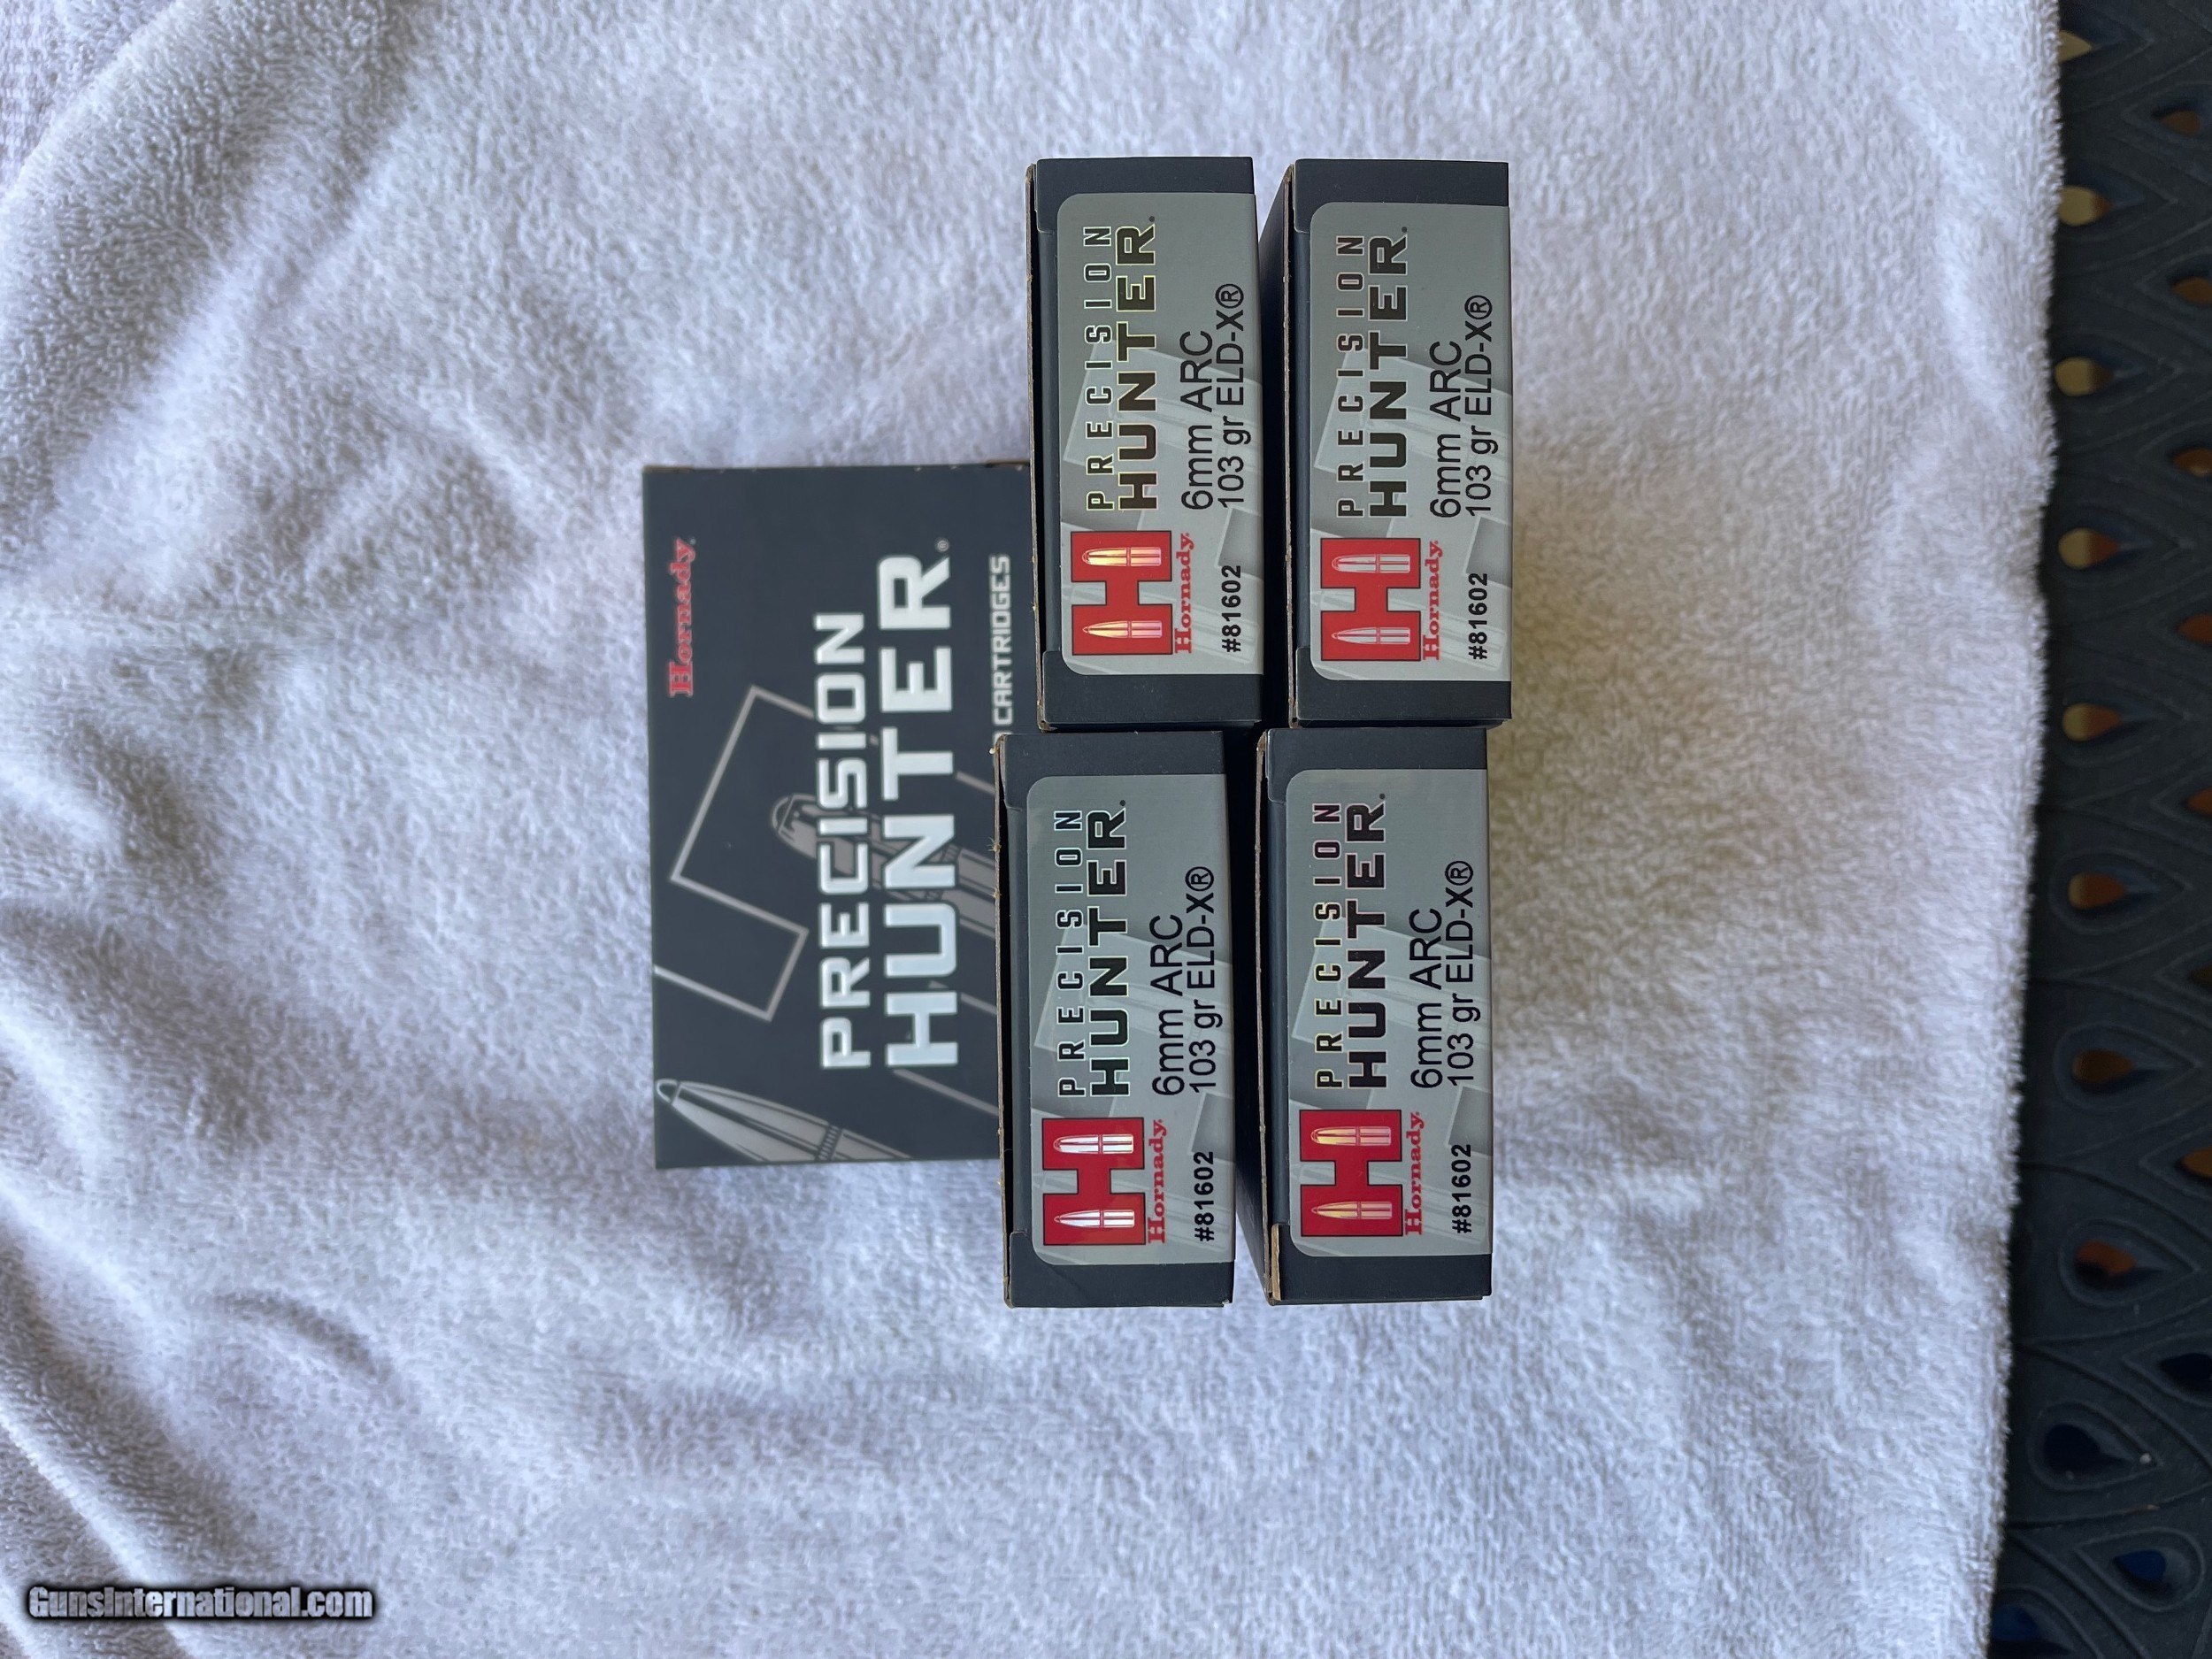 Hornady
PRECISION
HUNTER
CARTRIDGES
PRECISION
HUNTER
6mm ARC
103 gr ELD-X®
H
Hornady
#81602
PRECISION
HUNTER
6mm ARC
103 gr ELD-X®
H
Hornady
#81602
PRECISION
HUNTER
6mm ARC
103 gr ELD-X®
H
Hornady
#81602
PRECISION
HUNTER
6mm ARC
103 gr ELD-X®
H
Hornady
#81602
GunsInternational.com